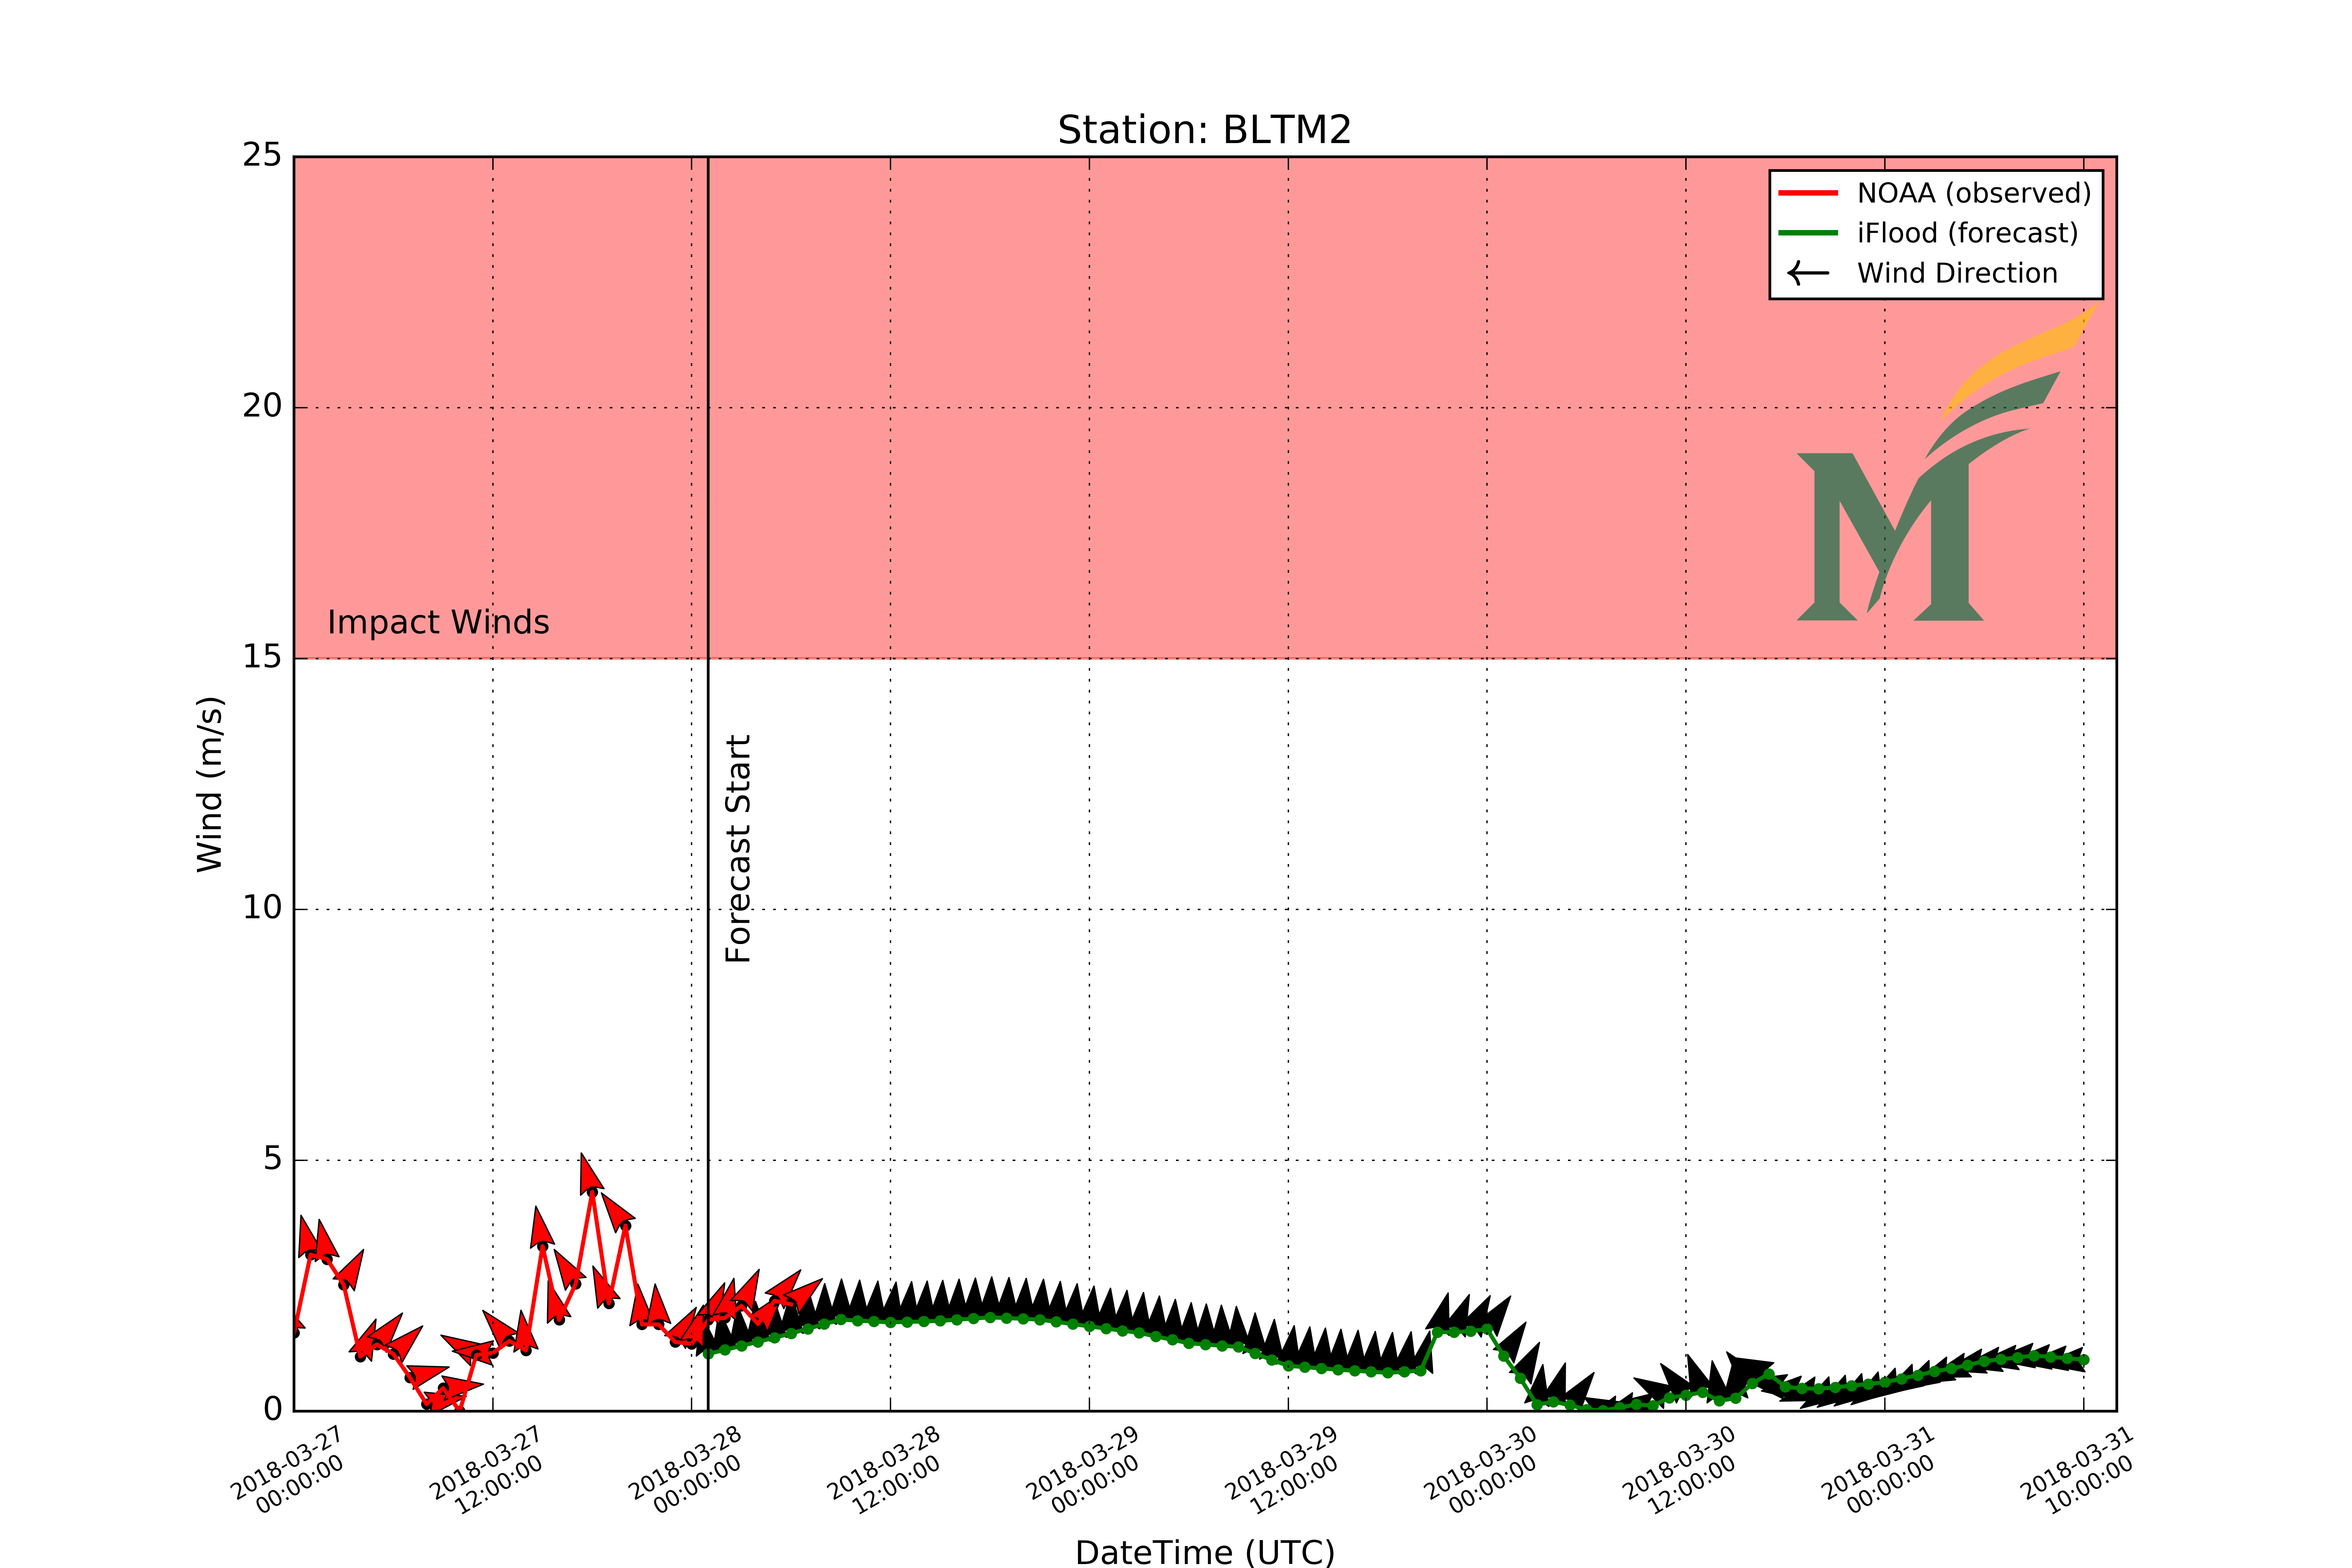 Station: BLTM2
25
20
15
10
5
0
Wind (m/s)
NOAA (observed)
iFlood (forecast)
Wind Direction
Impact Winds
Forecast Start
2018-03-27
00:00:00
2018-03-27
12:00:00
2018-03-28
00:00:00
2018-03-28
12:00:00
2018-03-29
00:00:00
2018-03-29
12:00:00
2018-03-30
00:00:00
2018-03-30
12:00:00
2018-03-31
00:00:00
2018-03-31
10:00:00
DateTime (UTC)
M